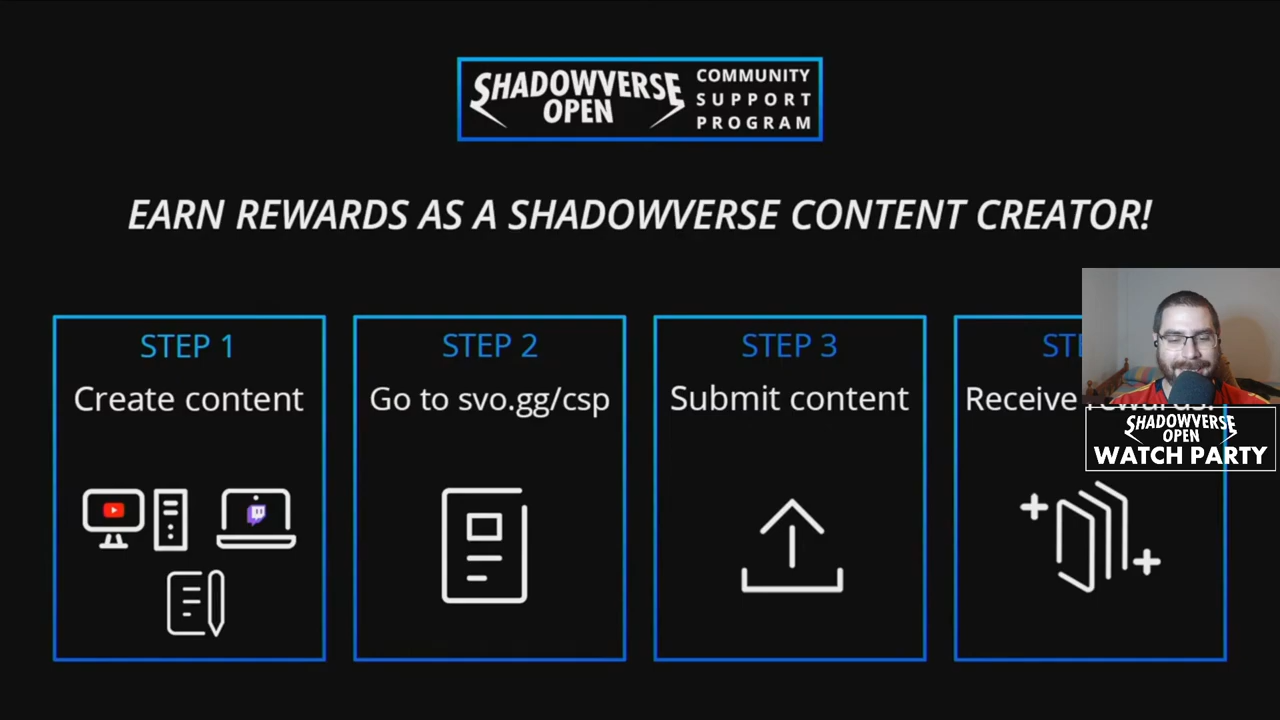 SHADOWVERSE
OPEN
COMMUNITY
SUPPORT
PROGRAM
EARN REWARDS AS A SHADOWVERSE CONTENT CREATOR!
STEP 1
Create content
STEP 2
Go to svo.gg/csp
STEP 3
Submit content
Receive
SHADOWVERSE
OPEN
WATCH PARTY